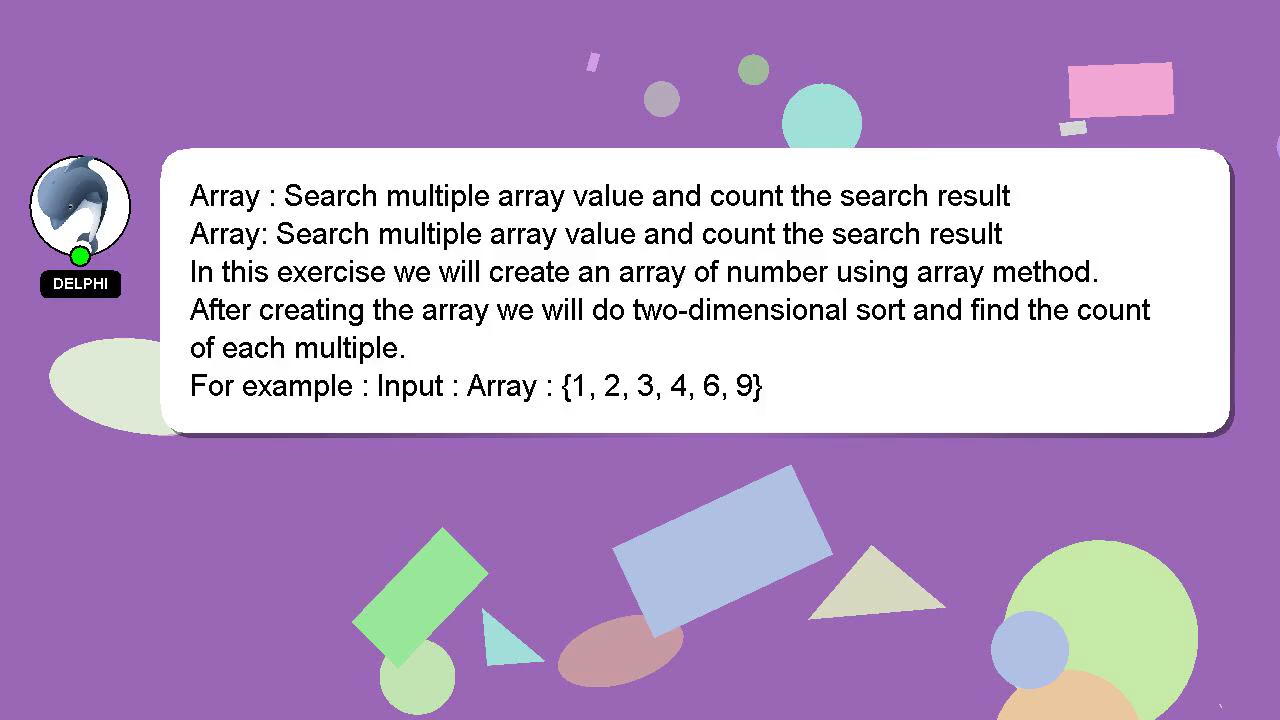 Array : Search multiple array value and count the search result
Array: Search multiple array value and count the search result
In this exercise we will create an array of number using array method.
After creating the array we will do two-dimensional sort and find the count
of each multiple.
For example : Input : Array : {1, 2, 3, 4, 6, 9}
DELPHI